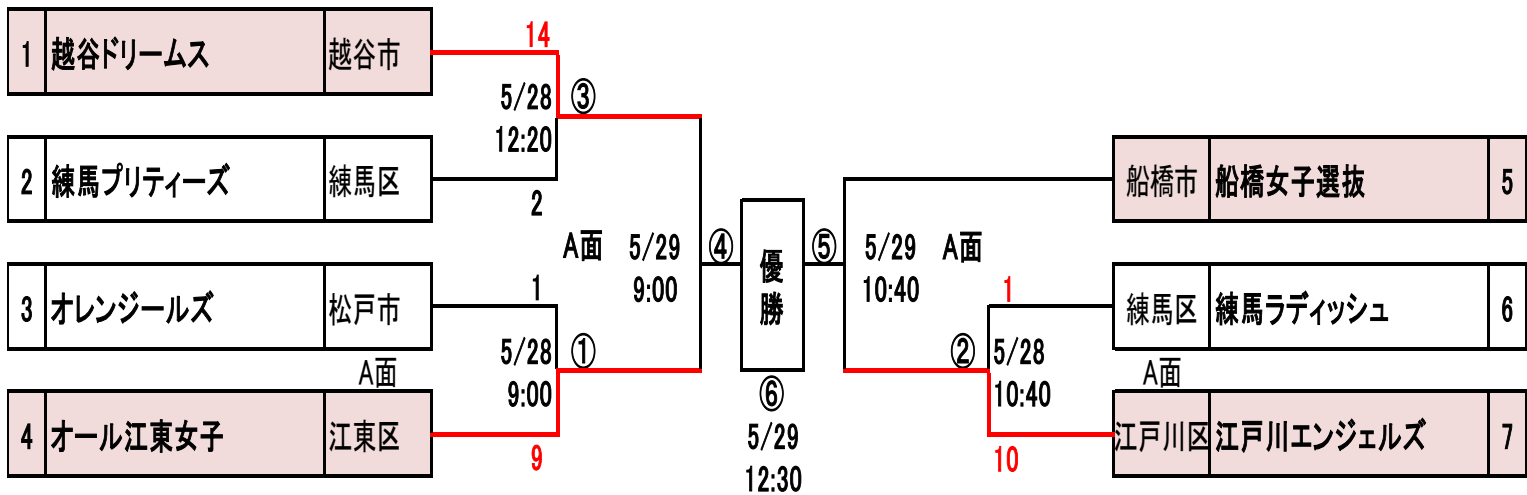 1 越谷ドリームス 越谷市
14
5/28 ③
12:20
2 練馬プリティーズ 練馬区
2
A面 5/29 ④
9:00
3 オレンジールズ 松戸市
1
5/28 ①
9:00
A面
4 オール江東女子 江東区
9
優
勝
⑥
5/29
12:30
船橋市 船橋女子選抜 5
⑤ 5/29 A面
10:40
1
練馬区 練馬ラディッシュ 6
② 5/28
10:40
A面
江戸川区 江戸川エンジェルズ 7
10